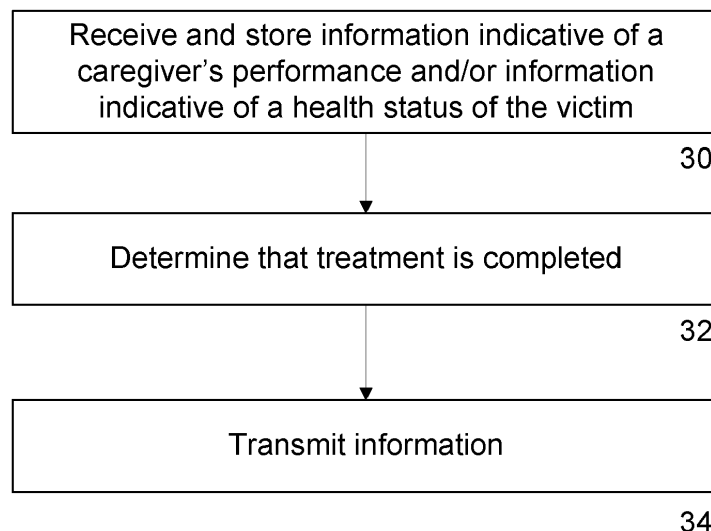 Receive and store information indicative of a
caregiver's performance and/or information
indicative of a health status of the victim
30
Determine that treatment is completed
32
Transmit information
34